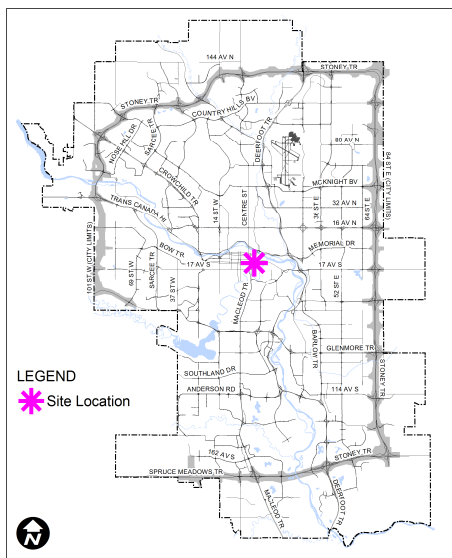 144 AV N
STONEY TR
STONEY TR
COUNTRY HILLS BV
NOSE HILL DR
SARCEE TR
DEERFOOT TR
80 AV N
CROWCHILD TR
14 ST W
CENTRE ST
MCKNIGHT BV
84 ST E (CITY LIMITS)
TRANS CANADA HI
36 ST E
32 AV N
64 ST E
16 AV N
BOW TR
MEMORIAL DR
17 AV S
17 AV S
101 ST W (CITY LIMITS)
69 ST W
SARCEE TR
37 ST W
MACLEOD TR
52 ST E
BARLOW TR
GLENMORE TR
SOUTHLAND DR
STONEY TR
ANDERSON RD
114 AV S
LEGEND
Site Location
162 AV S
STONEY TR
SPRUCE MEADOWS TR
MACLEOD TR
DEERFOOT TR
N